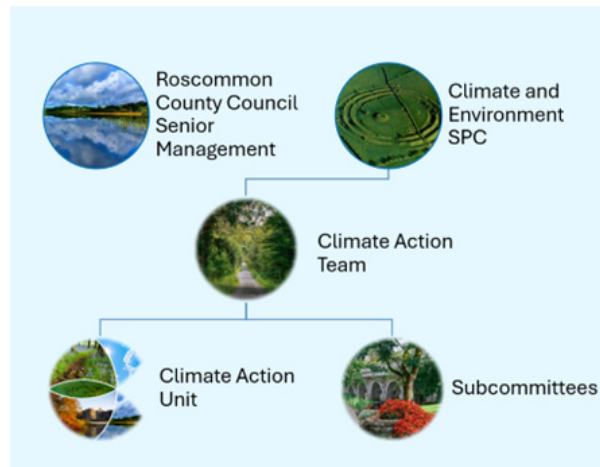 Roscommon
County Council
Senior
Management
Climate and
Environment
SPC
Climate Action
Team
Climate Action
Unit
Subcommittees